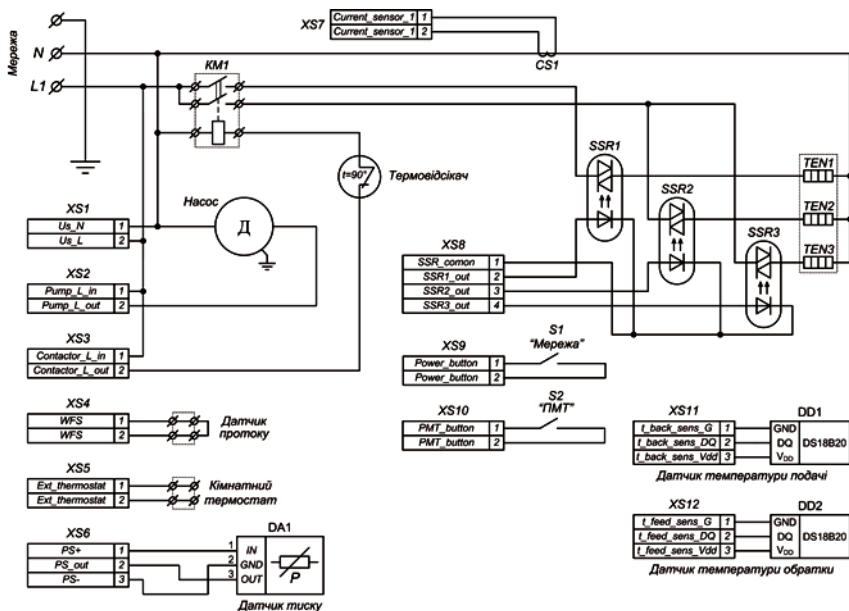 Мережа
N
L1
XS7
Current_sensor_1 1
Current_sensor_1 2
CS1
KM1
t=90°
Термовідсікач
SSR1
SSR2
SSR3
TEN1
TEN2
TEN3
XS1
Us_N 1
Us_L 2
Насос
Д
XS2
Pump_L_in 1
Pump_L_out 2
XS3
Contactor_L_in 1
Contactor_L_out 2
XS8
SSR_comon 1
SSR1_out 2
SSR2_out 3
SSR3_out 4
XS9
Power_button 1
Power_button 2
S1
"Мережа"
XS10
PMT_button 1
PMT_button 2
S2
"ПМТ"
XS4
WFS 1
WFS 2
Датчик
протоку
XS5
Ext_thermostat 1
Ext_thermostat 2
Кімнатний
термостат
XS6
PS+ 1
PS_out 2
PS- 3
DA1
1 IN
2 GND
3 OUT
P
Датчик тиску
XS11
t_back_sens_G 1
t_back_sens_DQ 2
t_back_sens_Vdd 3
DD1
GND
DQ
VDD
DS18B20
Датчик температури подачі
XS12
t_feed_sens_G 1
t_feed_sens_DQ 2
t_feed_sens_Vdd 3
DD2
GND
DQ
VDD
DS18B20
Датчик температури обратки